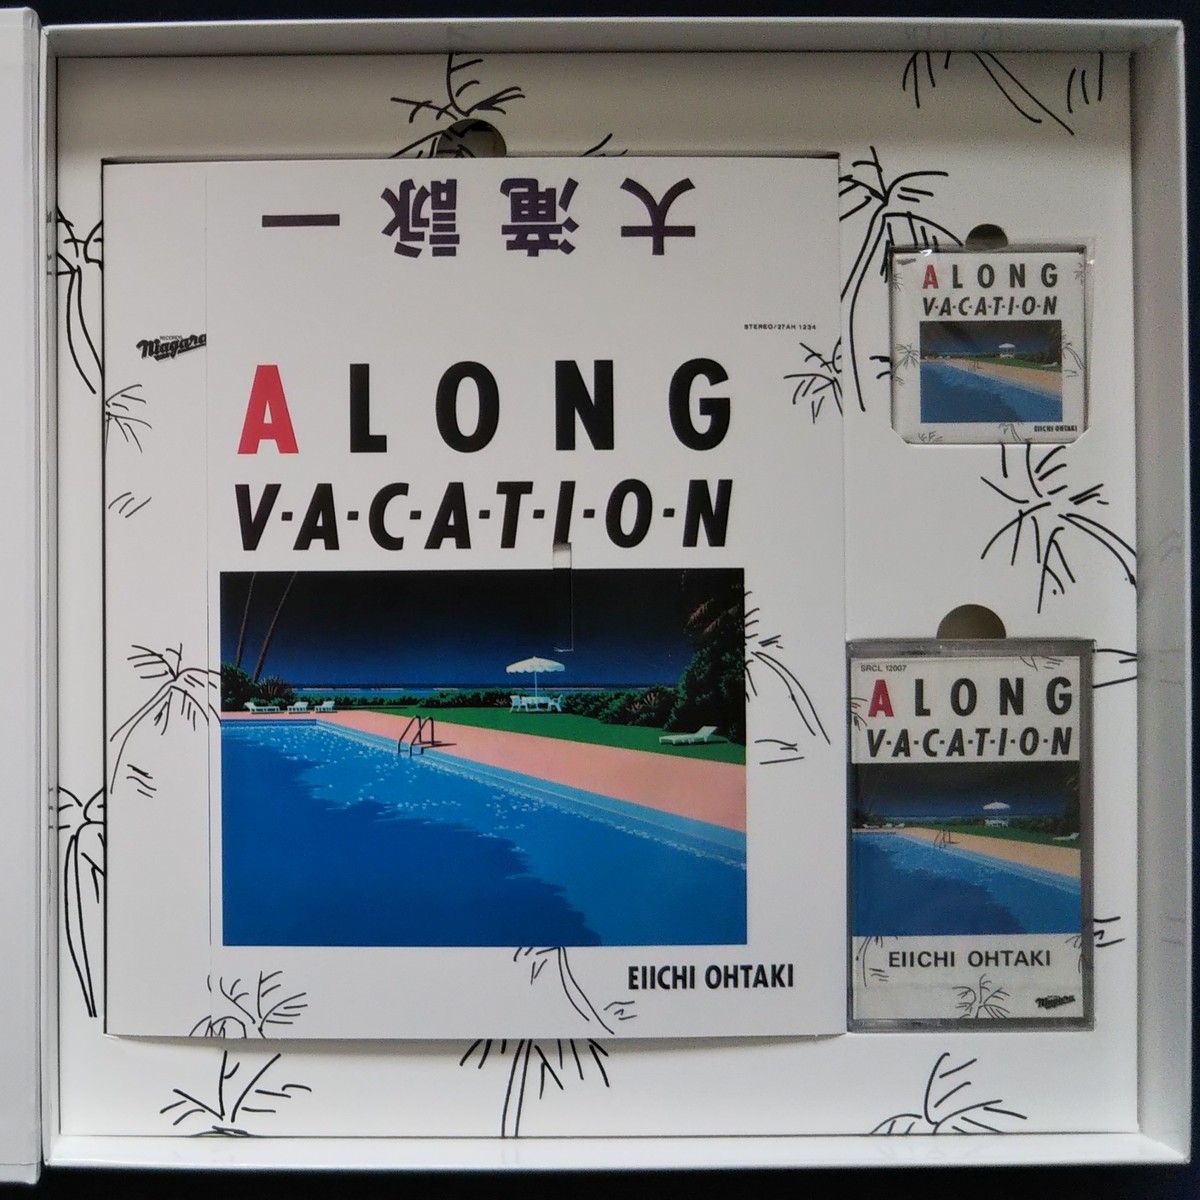 大滝詠一
RECORDS
Niagara
STEREO/27AH 1234
A LONG
V·A·C·A·T·I·O·N
EIICHI OHTAKI
A LONG
V·A·C·A·T·I·O·N
EIICHI OHTAKI
SRCL 12007
A LONG
V·A·C·A·T·I·O·N
EIICHI OHTAKI
Niagara